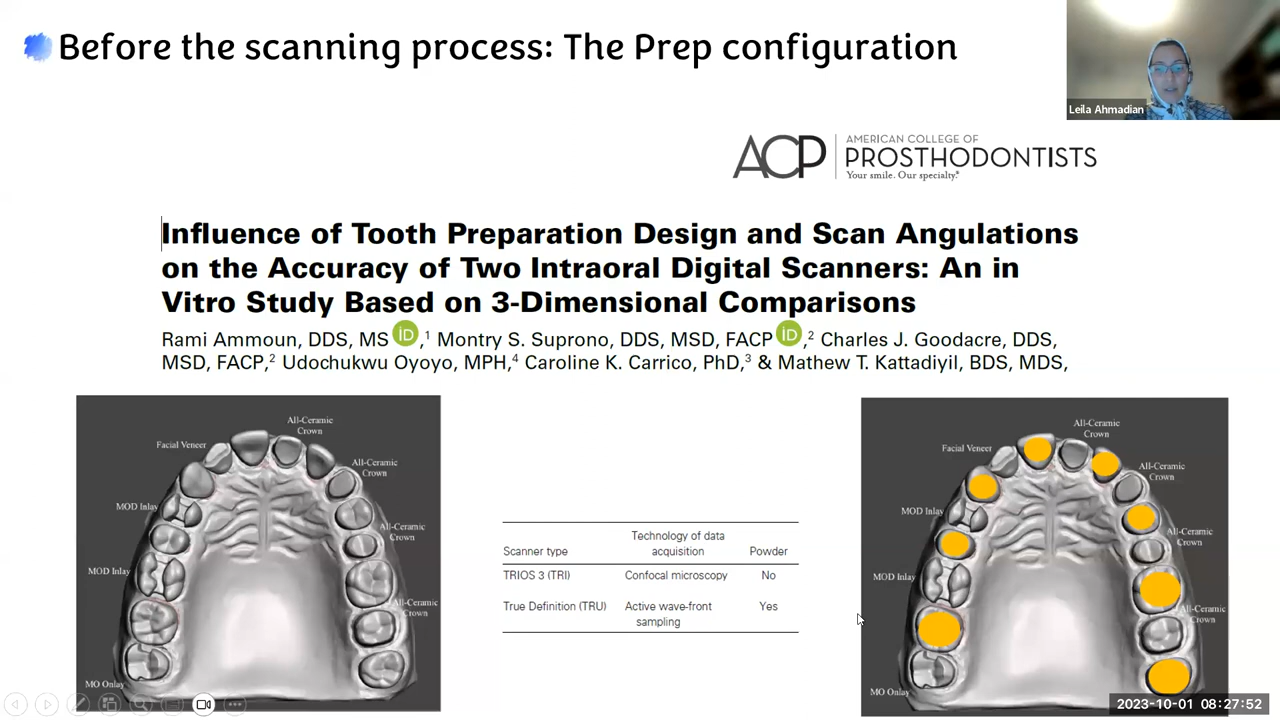 Before the scanning process: The Prep configuration
Leila Ahmadian
ACP
AMERICAN COLLEGE OF
PROSTHODONTISTS
Your smile. Our specialty.®
Influence of Tooth Preparation Design and Scan Angulations
on the Accuracy of Two Intraoral Digital Scanners: An in
Vitro Study Based on 3-Dimensional Comparisons
Rami Ammoun, DDS, MS iD ,1 Montry S. Suprono, DDS, MSD, FACP iD ,2 Charles J. Goodacre, DDS,
MSD, FACP,2 Udochukwu Oyoyo, MPH,4 Caroline K. Carrico, PhD,3 & Mathew T. Kattadiyil, BDS, MDS,
All-Ceramic
Crown
Facial Veneer
All-Ceramic
Crown
MOD Inlay
All-Ceramic
Crown
MOD Inlay
All-Ceramic
Crown
MO Onlay
Technology of data
Scanner type acquisition Powder
TRIOS 3 (TRI) Confocal microscopy No
True Definition (TRU) Active wave-front Yes
sampling
All-Ceramic
Crown
Facial Veneer
All-Ceramic
Crown
MOD Inlay
All-Ceramic
Crown
MOD Inlay
All-Ceramic
Crown
MO Onlay
2023-10-01 08:27:52